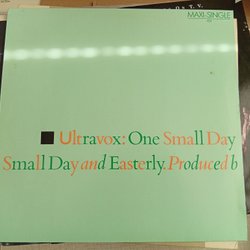 MAXI-SINGLE
Ultravox: One Small Day
Small Day and Easterly. Produced b